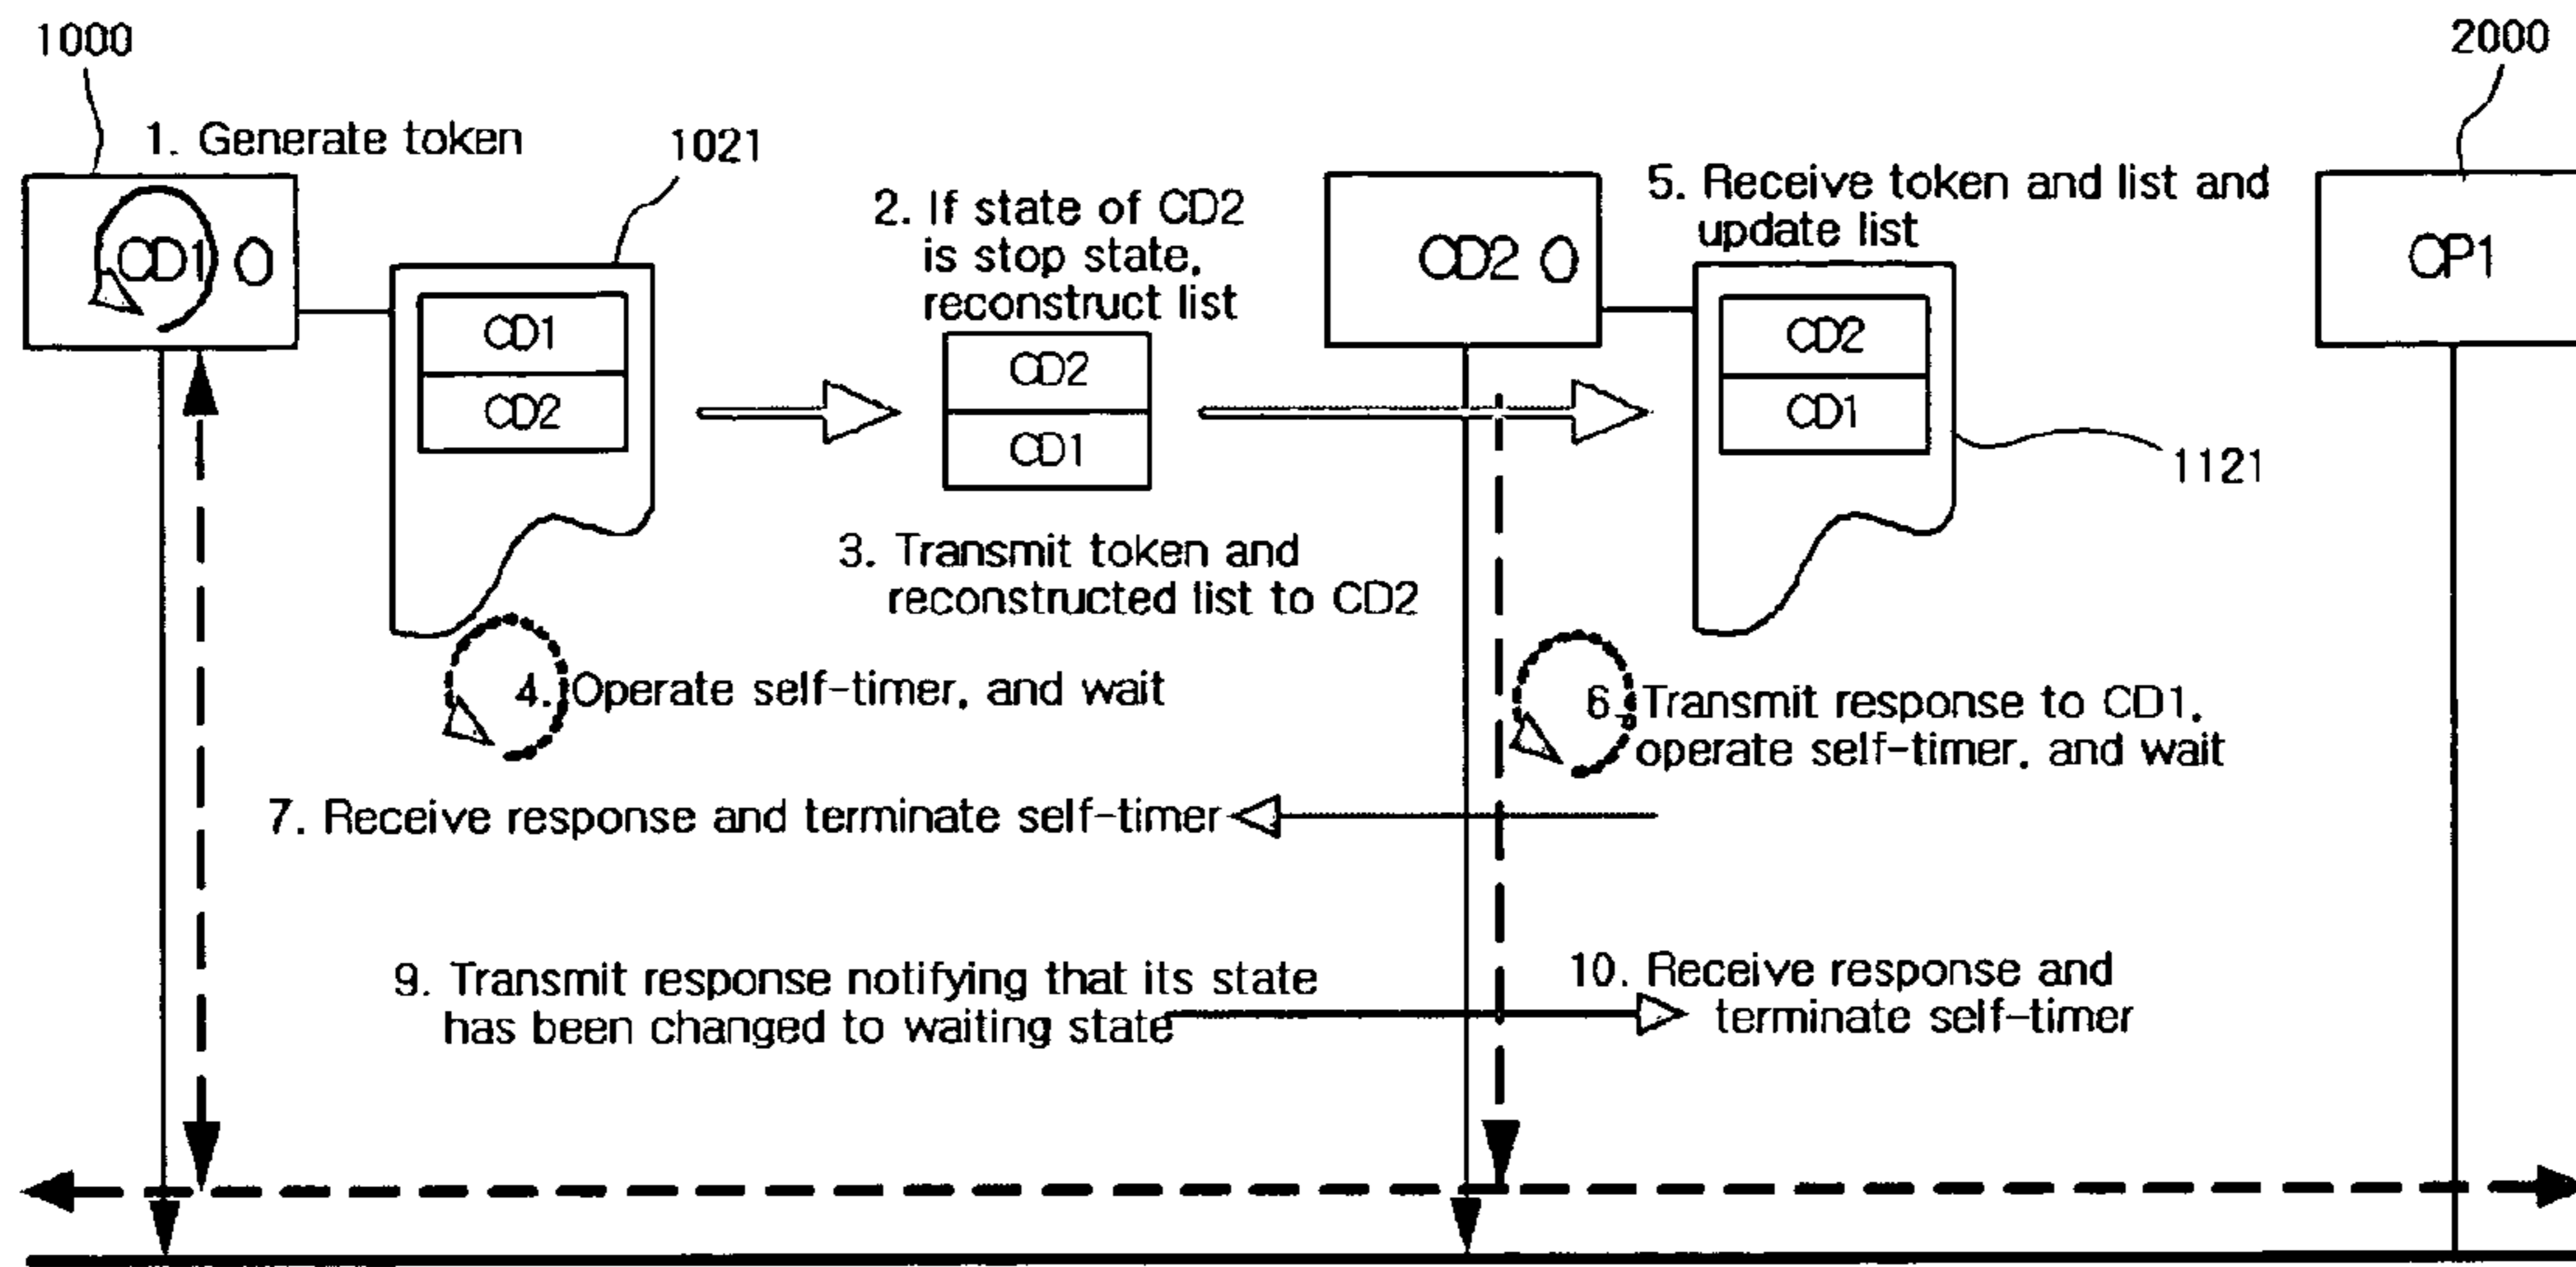 1000
2000
1. Generate token
1021
CD1 0
CD1
CD2
2. If state of CD2
is stop state,
reconstruct list
CD2
CD1
3. Transmit token and
reconstructed list to CD2
4. Operate self-timer, and wait
CD2 0
5. Receive token and list and
update list
CD2
CD1
1121
CP1
6. Transmit response to CD1,
operate self-timer, and wait
7. Receive response and terminate self-timer
9. Transmit response notifying that its state
has been changed to waiting state
10. Receive response and
terminate self-timer